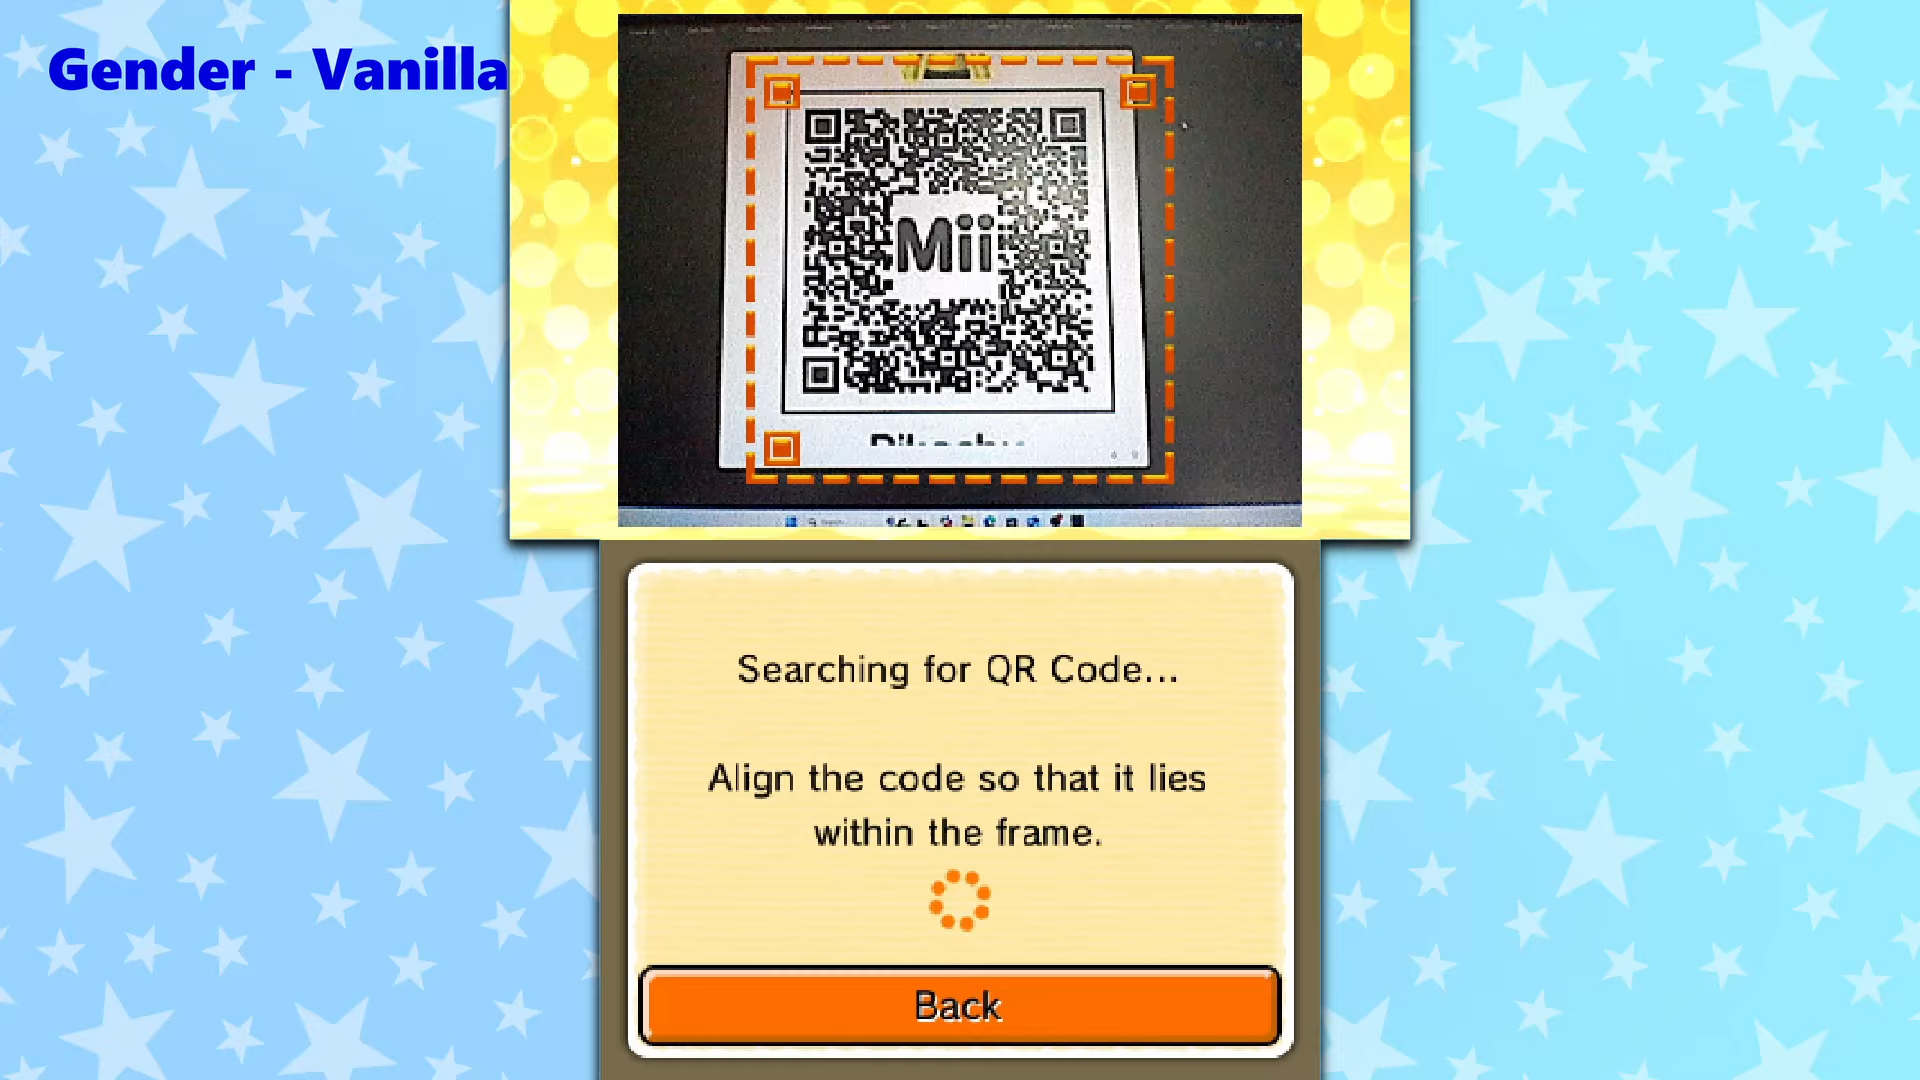 Gender - Vanilla
Mii
Searching for QR Code...
Align the code so that it lies
within the frame.
Back